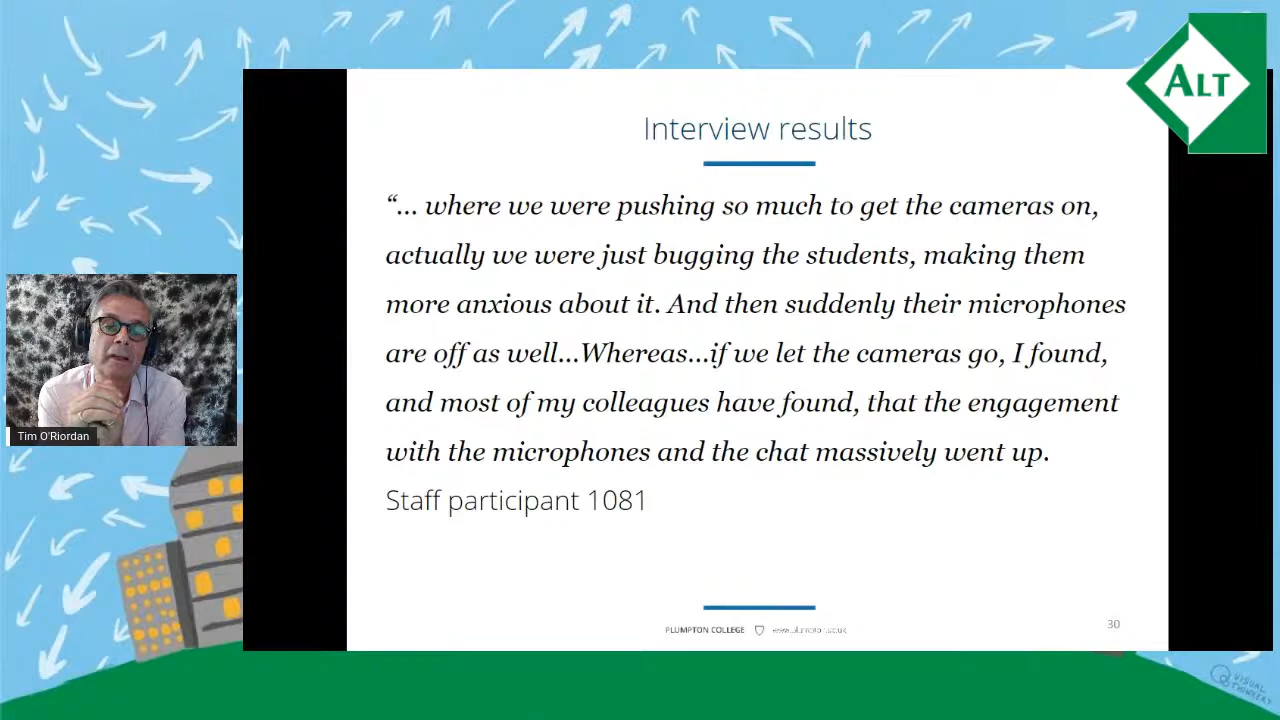 ALT
Interview results
“... where we were pushing so much to get the cameras on,
actually we were just bugging the students, making them
more anxious about it. And then suddenly their microphones
are off as well...Whereas...if we let the cameras go, I found,
and most of my colleagues have found, that the engagement
with the microphones and the chat massively went up.
Staff participant 1081
Tim O'Riordan
PLUMPTON COLLEGE
30
VISUAL
THINKERY